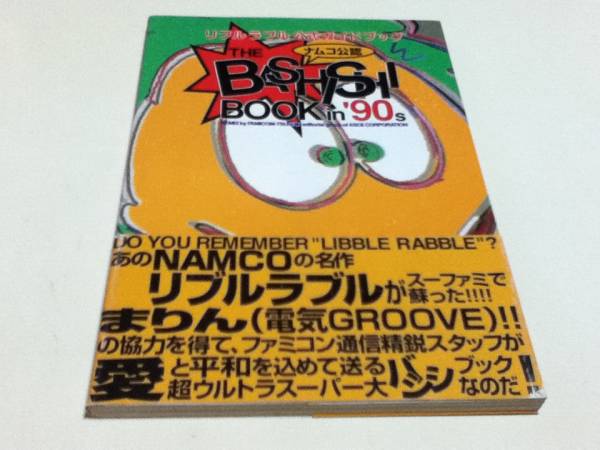 リブルラブル公式ガイドブック
THE
ナムコ公認
BASHISHI
BOOK in '90s
DO YOU REMEMBER "LIBBLE RABBLE"?
あのNAMCOの名作
リブルラブルがスーファミで蘇った!!!!
まりん(電気GROOVE)!!
の協力を得て、ファミコン通信精鋭スタッフが
愛と平和を込めて送る
超ウルトラスーパー大バシシブックなのだ!